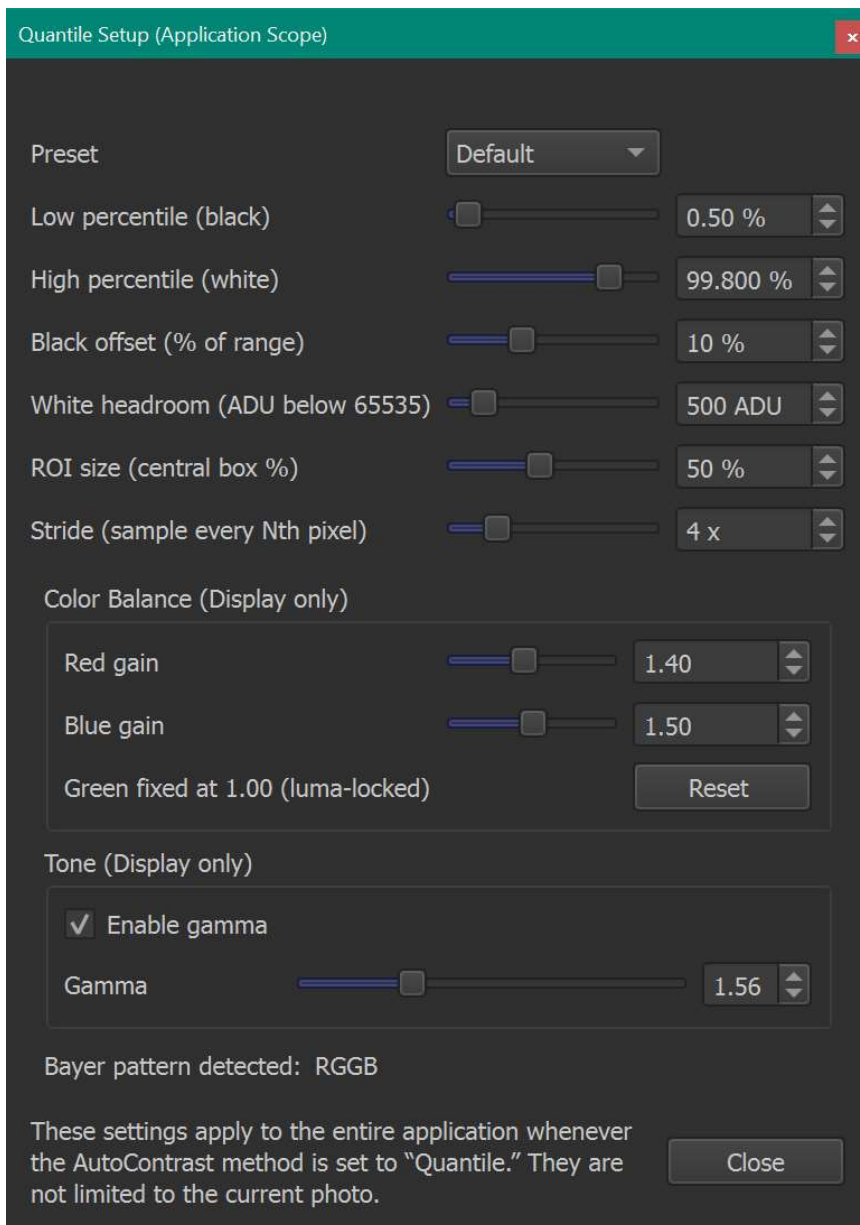 Quantile Setup (Application Scope)
x
Preset
Default
Low percentile (black)
0.50 %
High percentile (white)
99.800 %
Black offset (% of range)
10 %
White headroom (ADU below 65535)
500 ADU
ROI size (central box %)
50 %
Stride (sample every Nth pixel)
4 x
Color Balance (Display only)
Red gain
1.40
Blue gain
1.50
Green fixed at 1.00 (luma-locked)
Reset
Tone (Display only)
Enable gamma
Gamma
1.56
Bayer pattern detected: RGGB
These settings apply to the entire application whenever
the AutoContrast method is set to “Quantile.” They are
not limited to the current photo.
Close